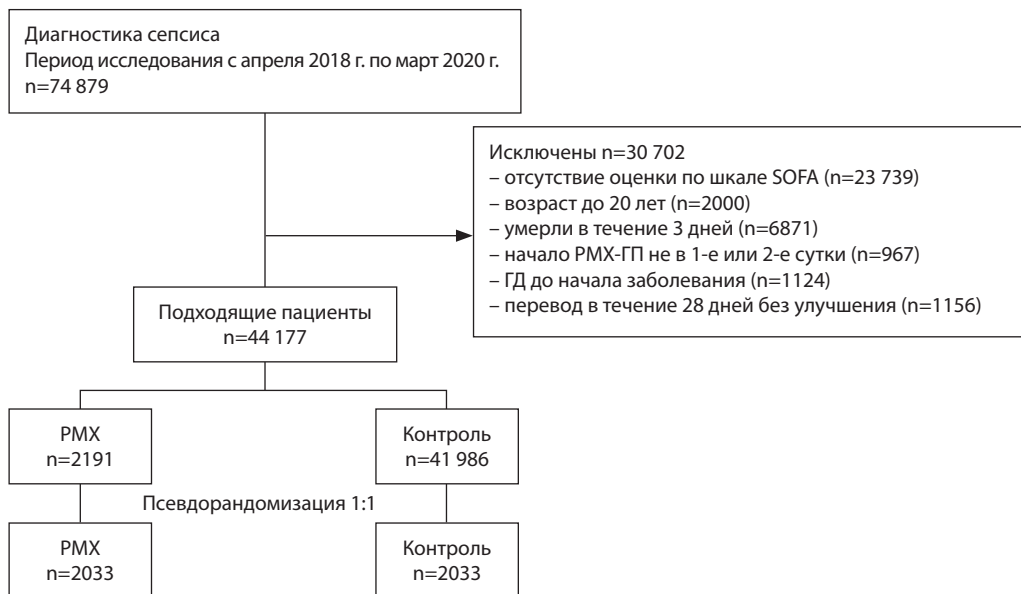 Диагностика сепсиса
Период исследования с апреля 2018 г. по март 2020 г.
n=74 879
Исключены n=30 702
– отсутствие оценки по шкале SOFA (n=23 739)
– возраст до 20 лет (n=2000)
– умерли в течение 3 дней (n=6871)
– начало РМХ-ГП не в 1-е или 2-е сутки (n=967)
– ГД до начала заболевания (n=1124)
– перевод в течение 28 дней без улучшения (n=1156)
Подходящие пациенты
n=44 177
РМХ
n=2191
Контроль
n=41 986
Псевдорандомизация 1:1
РМХ
n=2033
Контроль
n=2033